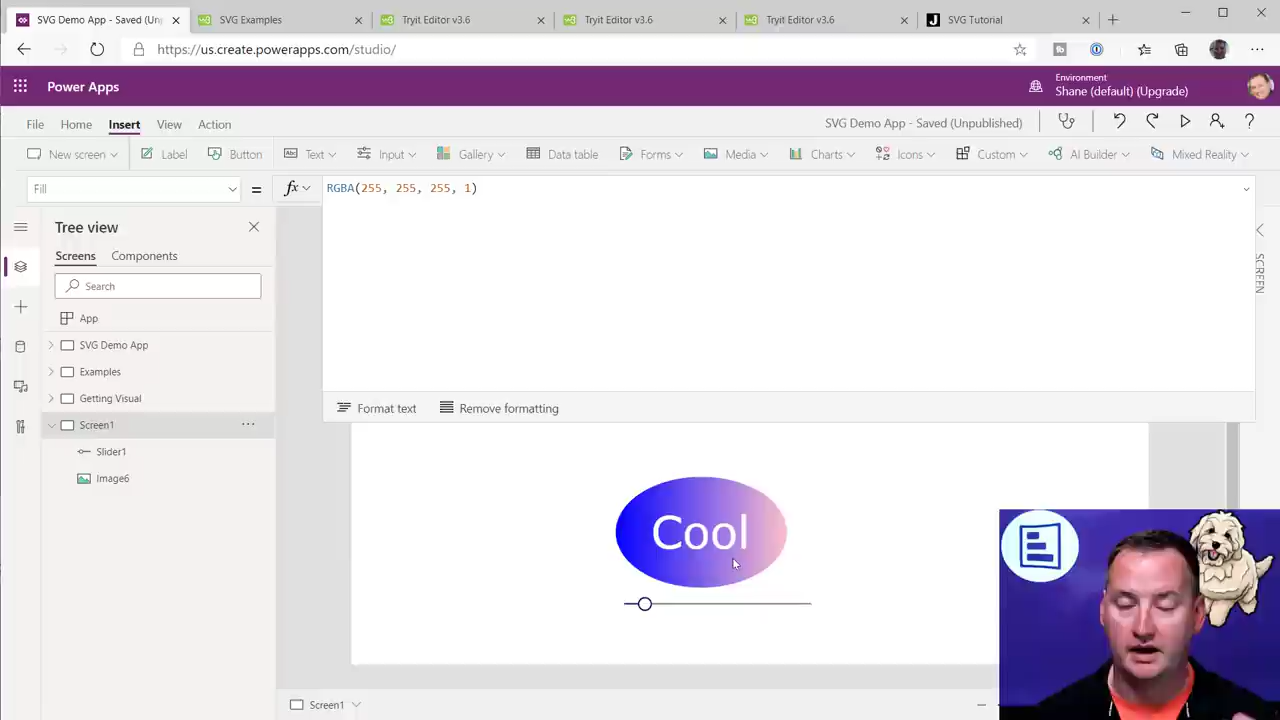 SVG Demo App - Saved (Unp
SVG Examples
Tryit Editor v3.6
Tryit Editor v3.6
Tryit Editor v3.6
SVG Tutorial
https://us.create.powerapps.com/studio/
Power Apps
Environment
Shane (default) (Upgrade)
File
Home
Insert
View
Action
SVG Demo App - Saved (Unpublished)
New screen
Label
Button
Text
Input
Gallery
Data table
Forms
Media
Charts
Icons
Custom
AI Builder
Mixed Reality
Fill
=
fx
RGBA(255, 255, 255, 1)
Tree view
Screens
Components
Search
App
SVG Demo App
Examples
Getting Visual
Screen1
Slider1
Image6
Format text
Remove formatting
SCREEN
Cool
Screen1